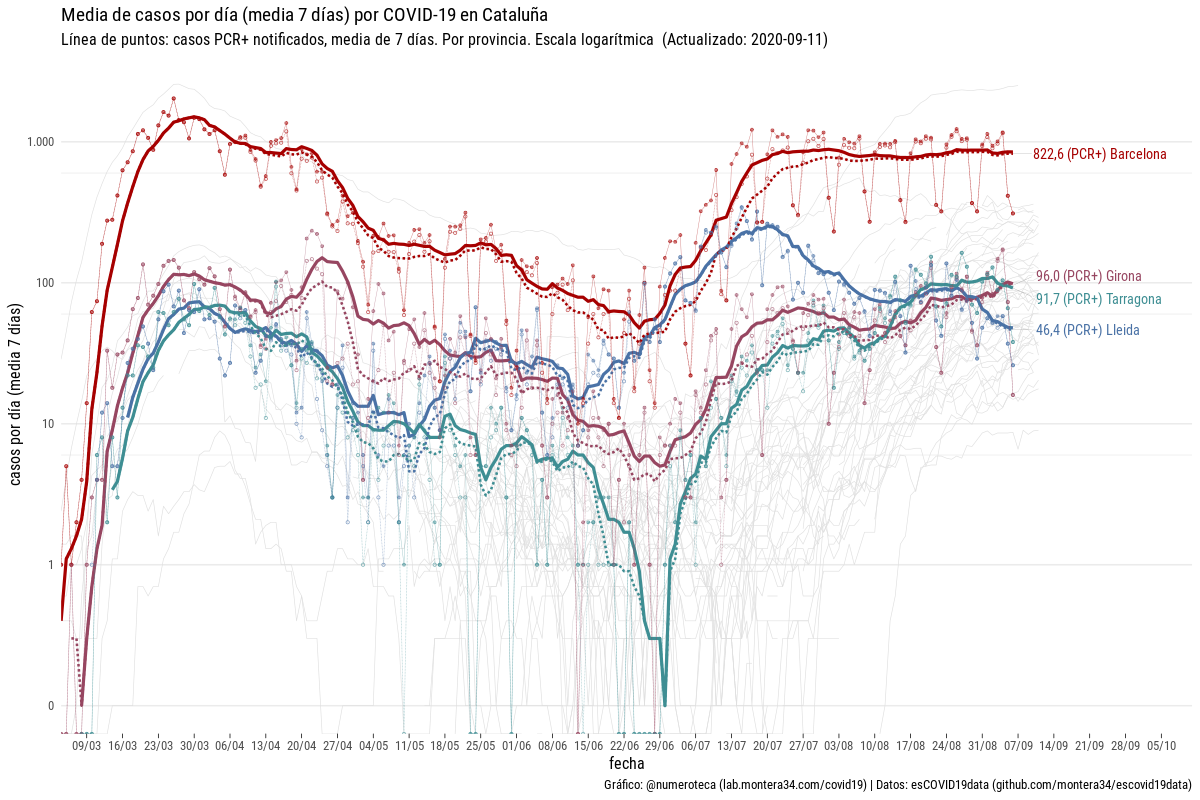 Media de casos por día (media 7 días) por COVID-19 en Cataluña
Línea de puntos: casos PCR+ notificados, media de 7 días. Por provincia. Escala logarítmica  (Actualizado: 2020-09-11)
casos por día (media 7 días)
1.000
100
10
1
0
822,6 (PCR+) Barcelona
96,0 (PCR+) Girona
91,7 (PCR+) Tarragona
46,4 (PCR+) Lleida
09/03 16/03 23/03 30/03 06/04 13/04 20/04 27/04 04/05 11/05 18/05 25/05 01/06 08/06 15/06 22/06 29/06 06/07 13/07 20/07 27/07 03/08 10/08 17/08 24/08 31/08 07/09 14/09 21/09 28/09 05/10
fecha
Gráfico: @numeroteca (lab.montera34.com/covid19) | Datos: esCOVID19data (github.com/montera34/escovid19data)